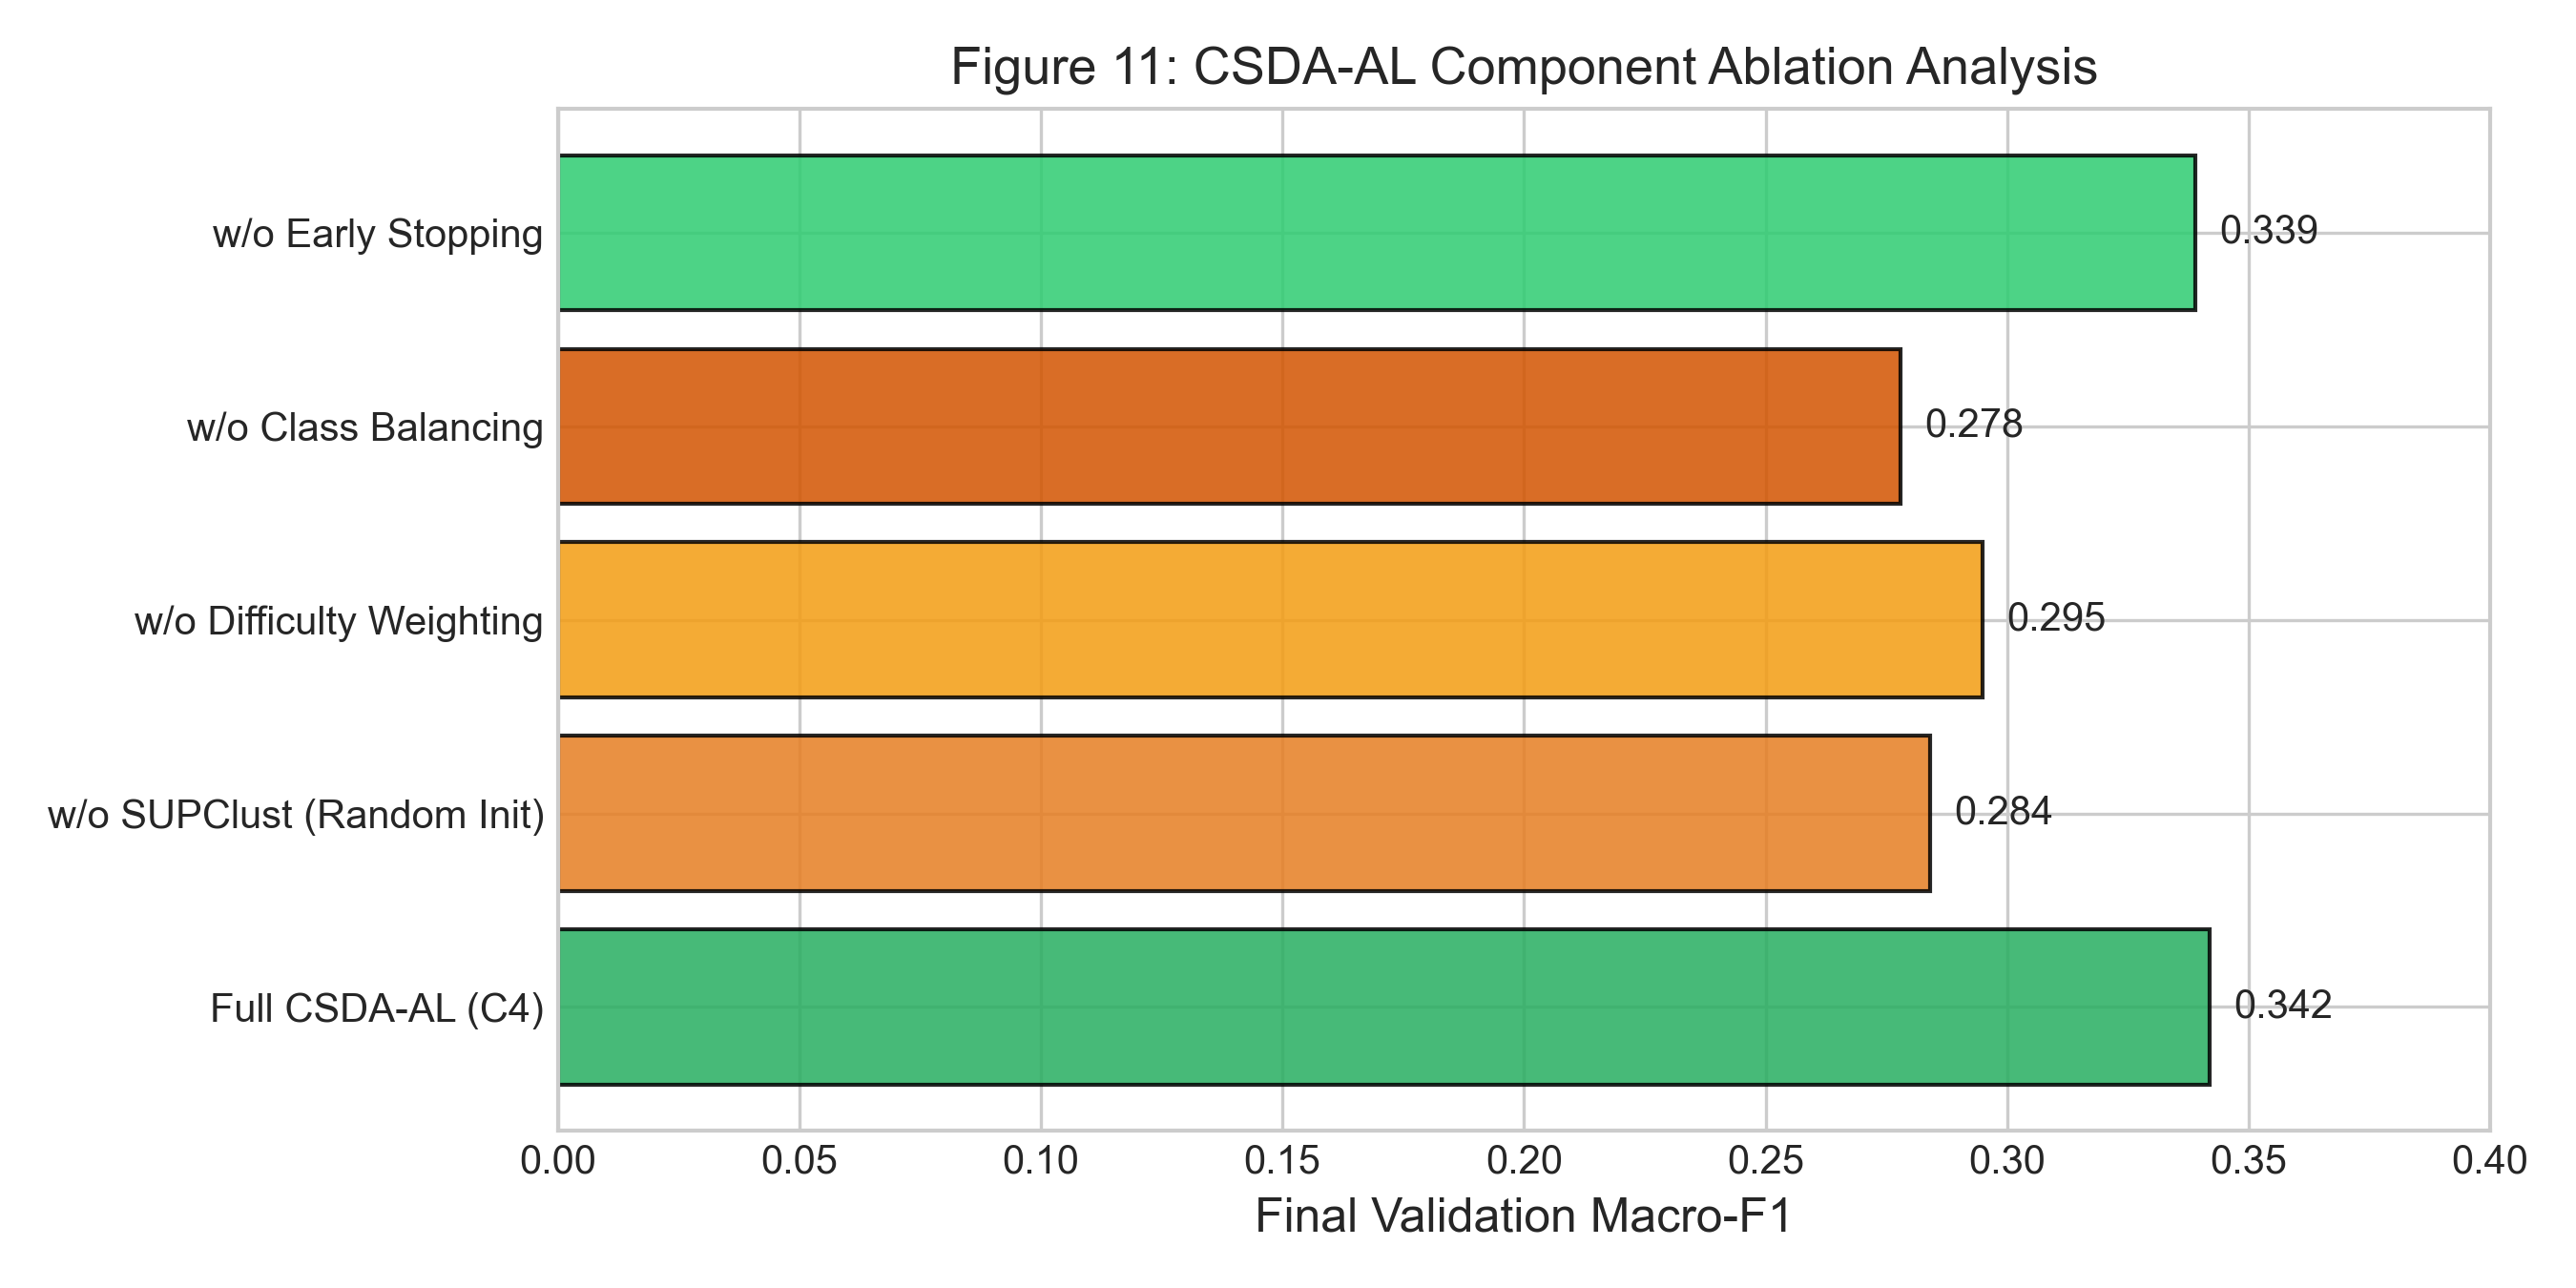 Figure 11: CSDA-AL Component Ablation Analysis
w/o Early Stopping
0.339
w/o Class Balancing
0.278
w/o Difficulty Weighting
0.295
w/o SUPClust (Random Init)
0.284
Full CSDA-AL (C4)
0.342
0.00 0.05 0.10 0.15 0.20 0.25 0.30 0.35 0.40
Final Validation Macro-F1